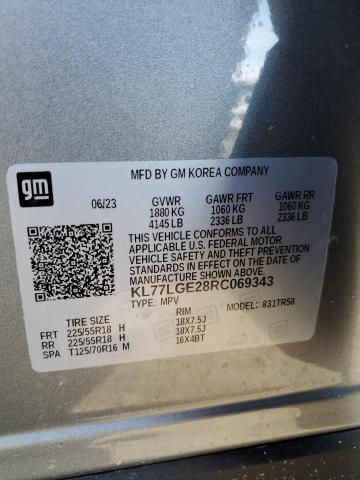 gm
MFD BY GM KOREA COMPANY
06/23 GVWR GAWR FRT GAWR RR
1880 KG 1060 KG 1060 KG
4145 LB 2336 LB 2336 LB
THIS VEHICLE CONFORMS TO ALL
APPLICABLE U.S. FEDERAL MOTOR
VEHICLE SAFETY AND THEFT
PREVENTION STANDARDS IN EFFECT ON
THE DATE OF MANUFACTURE SHOWN ABOVE.
KL77LGE28RC069343
TYPE: MPV MODEL: 831TR58
TIRE SIZE RIM
FRT 225/55R18 H 18X7.5J
RR 225/55R18 H 18X7.5J
SPA T125/70R16 M 16X4BT